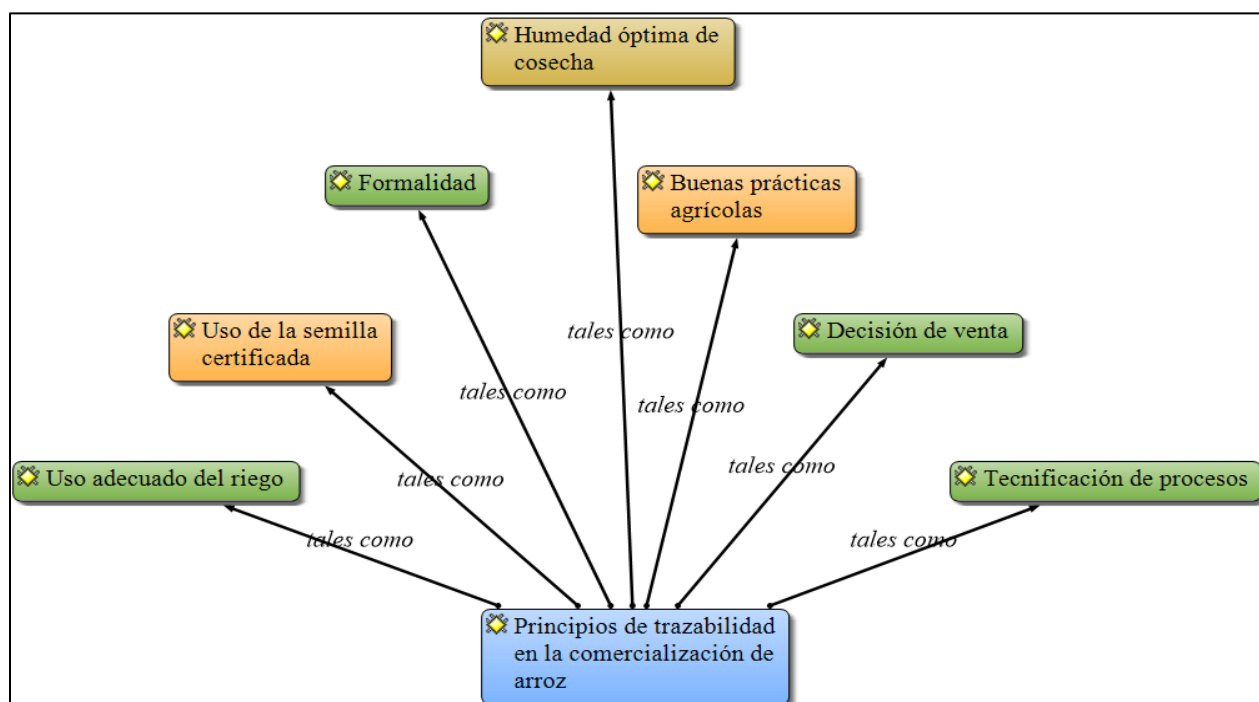 Humedad óptima de
cosecha
Formalidad
Buenas prácticas
agrícolas
tales como
Uso de la semilla
certificada
Decisión de venta
tales como
tales como
Uso adecuado del riego
tales como
tales como
Tecnificación de procesos
tales como
tales como
Principios de trazabilidad
en la comercialización de
arroz